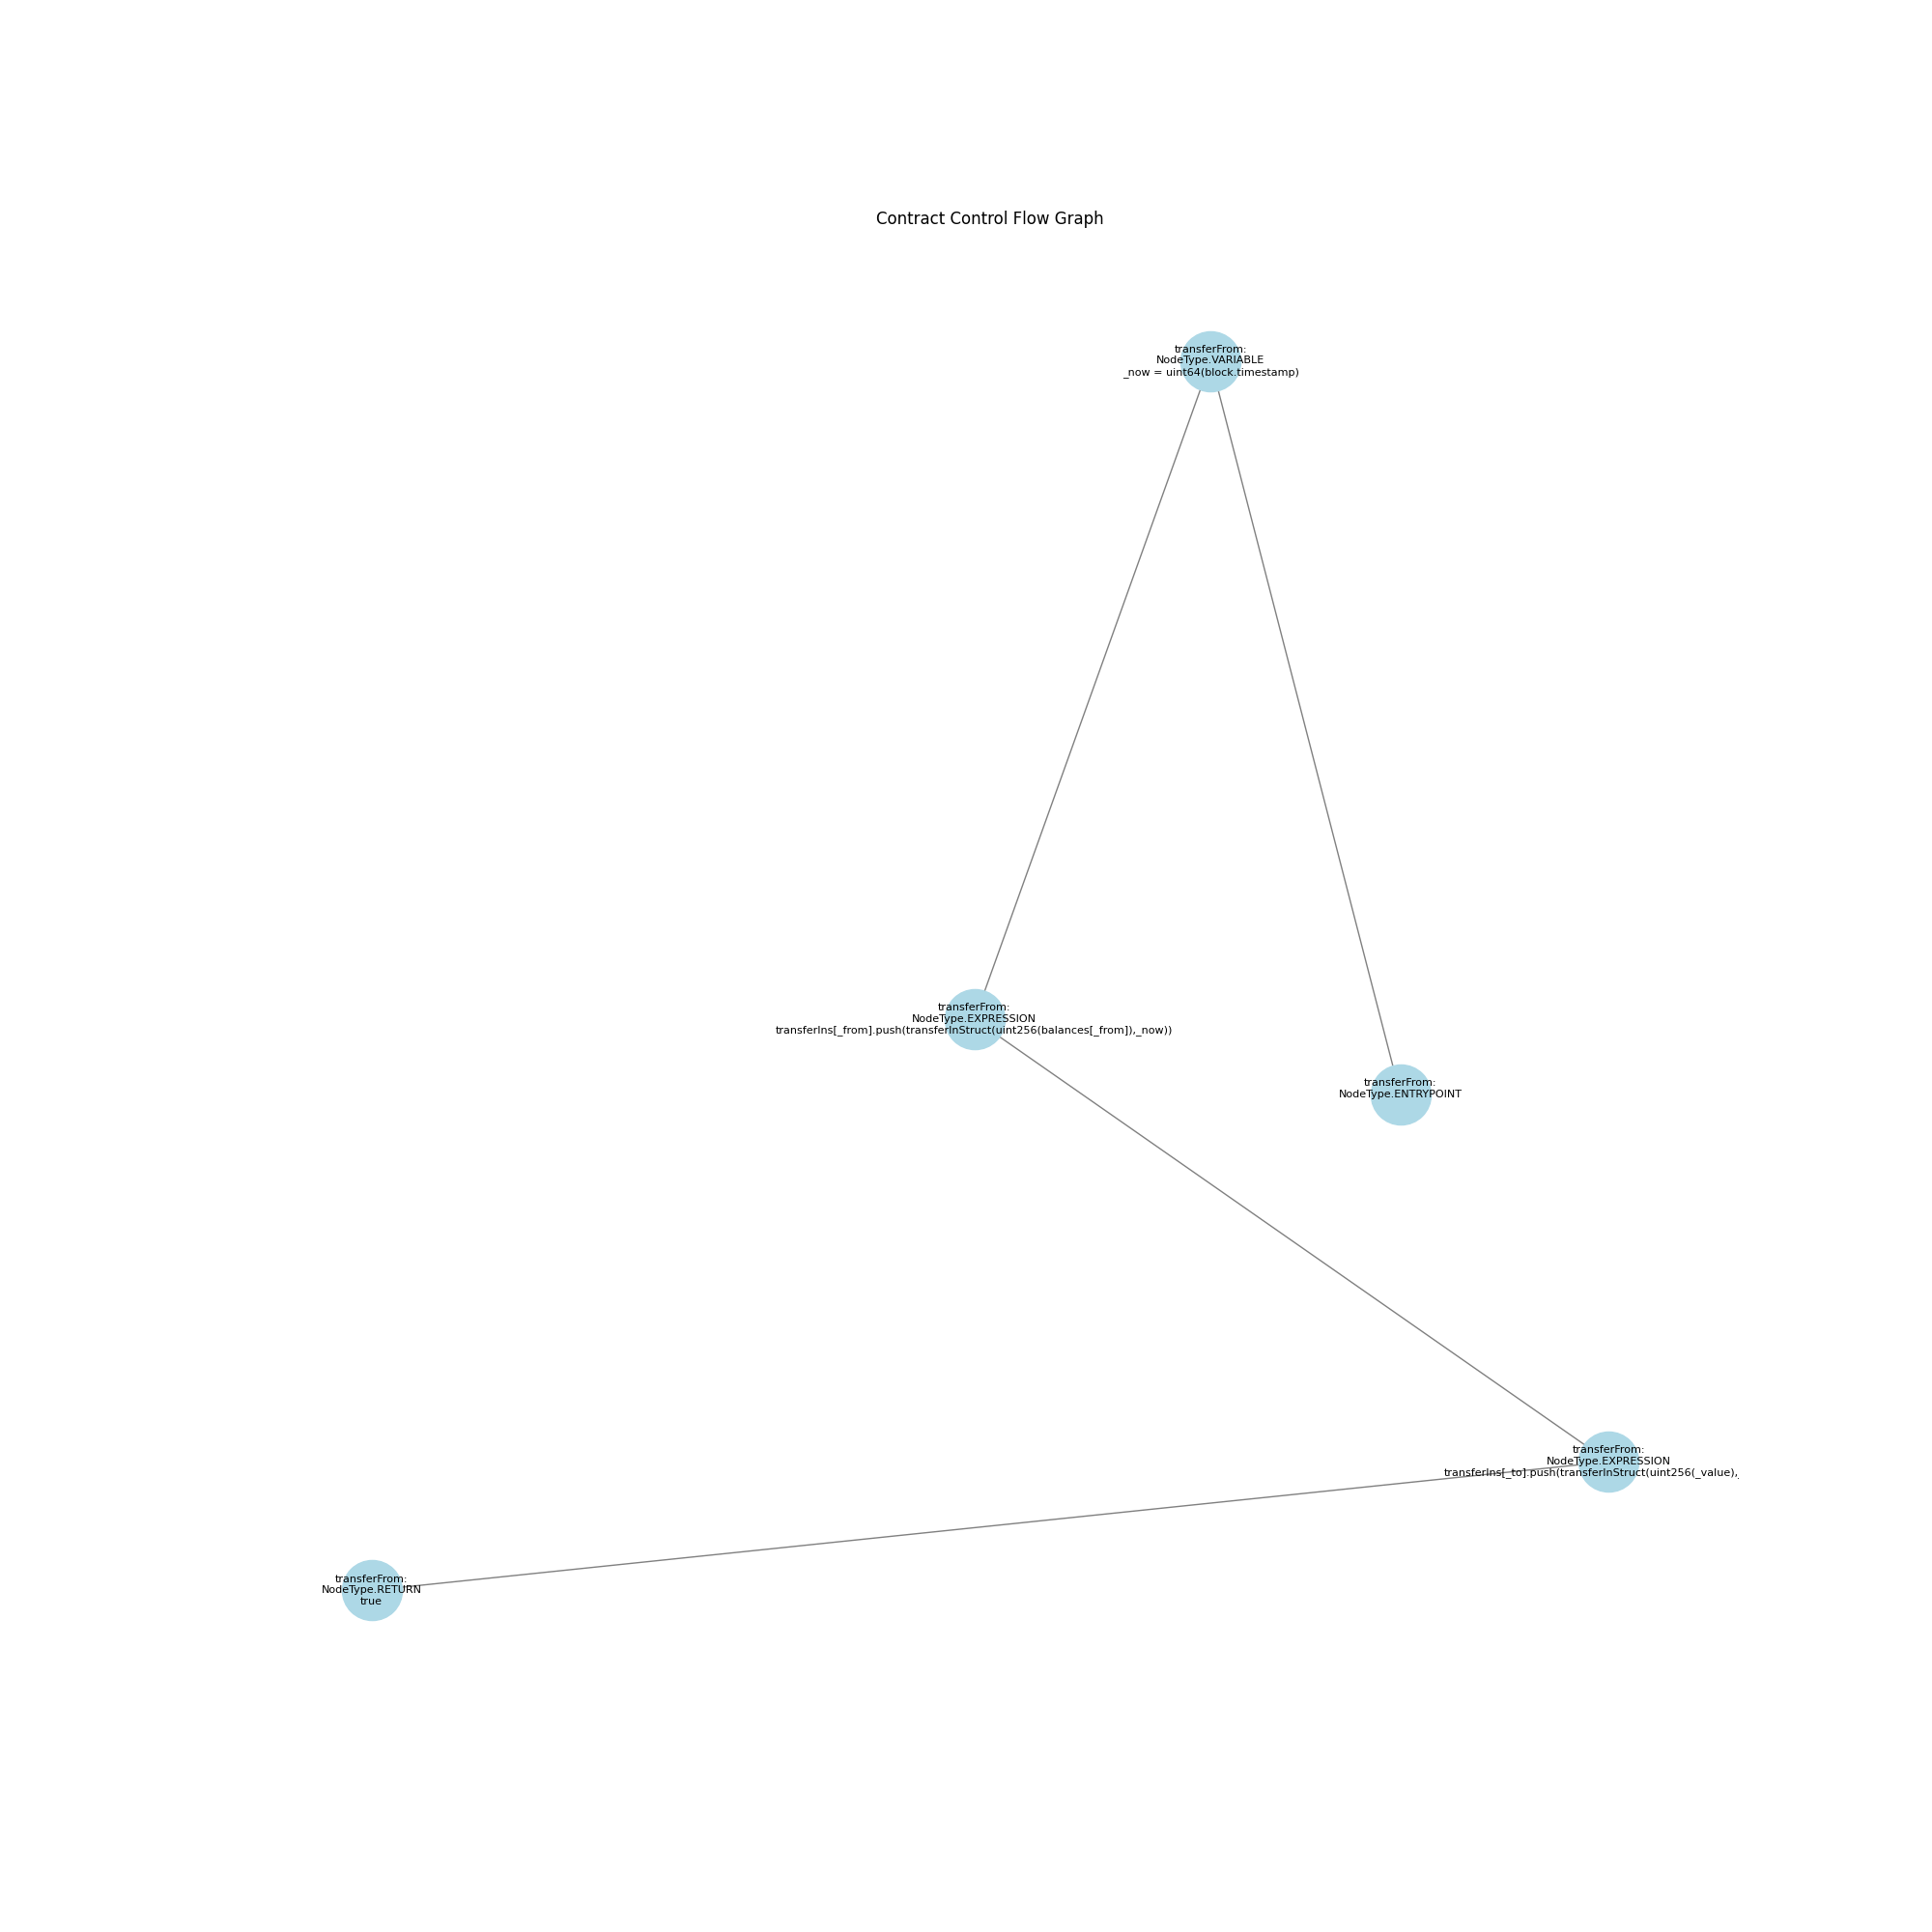 Contract Control Flow Graph
transferFrom:
NodeType.VARIABLE
_now = uint64(block.timestamp)
transferFrom:
NodeType.EXPRESSION
transferIns[_from].push(transferInStruct(uint256(balances[_from]),_now))
transferFrom:
NodeType.ENTRYPOINT
transferFrom:
NodeType.EXPRESSION
transferIns[_to].push(transferInStruct(uint256(_value),
transferFrom:
NodeType.RETURN
true